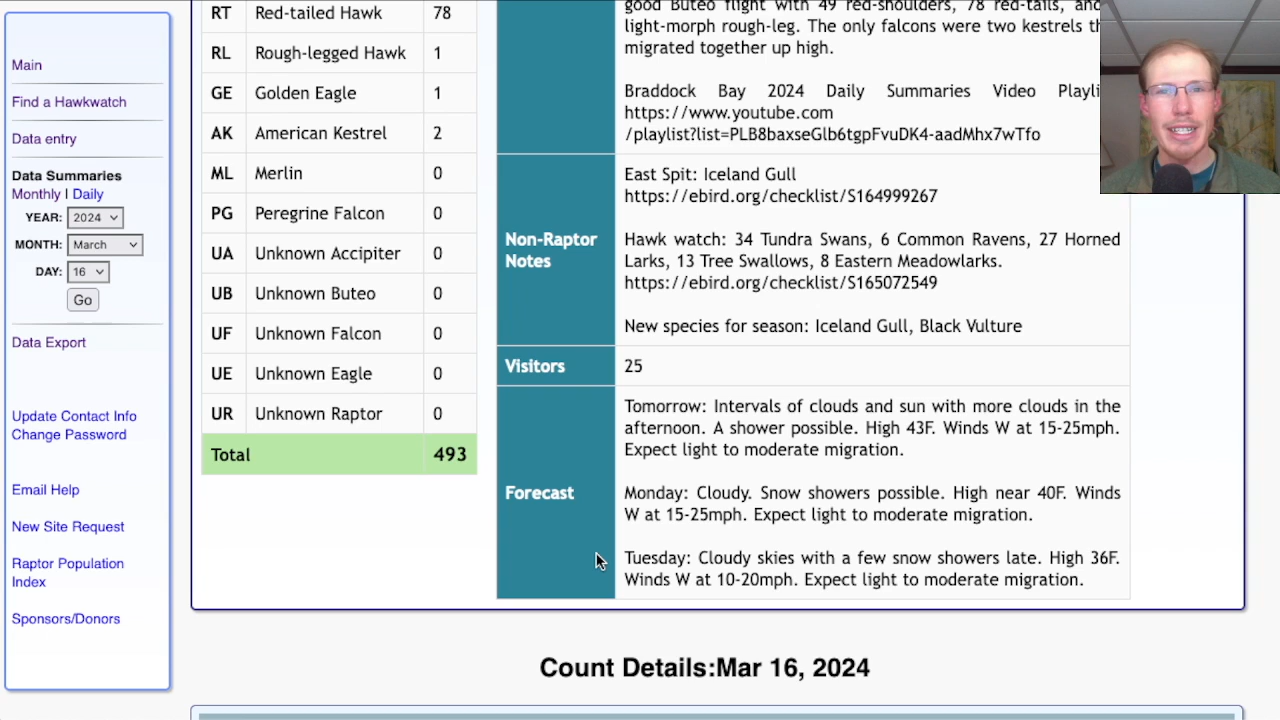 Main
Find a Hawkwatch
Data entry
Data Summaries
Monthly | Daily
YEAR: 2024
MONTH: March
DAY: 16
Go
Data Export
Update Contact Info
Change Password
Email Help
New Site Request
Raptor Population
Index
Sponsors/Donors
RT Red-tailed Hawk 78
RL Rough-legged Hawk 1
GE Golden Eagle 1
AK American Kestrel 2
ML Merlin 0
PG Peregrine Falcon 0
UA Unknown Accipiter 0
UB Unknown Buteo 0
UF Unknown Falcon 0
UE Unknown Eagle 0
UR Unknown Raptor 0
Total 493
good Buteo flight with 49 red-shoulders, 78 red-tails, and
light-morph rough-leg. The only falcons were two kestrels
migrated together up high.
Braddock Bay 2024 Daily Summaries Video
https://www.youtube.com
/playlist?list=PLB8baxseGlb6tgpFvuDK4-aadMhx7wTfo
Non-Raptor
Notes
East Spit: Iceland Gull
https://ebird.org/checklist/S164999267
Hawk watch: 34 Tundra Swans, 6 Common Ravens, 27 Horned
Larks, 13 Tree Swallows, 8 Eastern Meadowlarks.
https://ebird.org/checklist/S165072549
New species for season: Iceland Gull, Black Vulture
Visitors
25
Forecast
Tomorrow: Intervals of clouds and sun with more clouds in the
afternoon. A shower possible. High 43F. Winds W at 15-25mph.
Expect light to moderate migration.
Monday: Cloudy. Snow showers possible. High near 40F. Winds
W at 15-25mph. Expect light to moderate migration.
Tuesday: Cloudy skies with a few snow showers late. High 36F.
Winds W at 10-20mph. Expect light to moderate migration.
Count Details:Mar 16, 2024